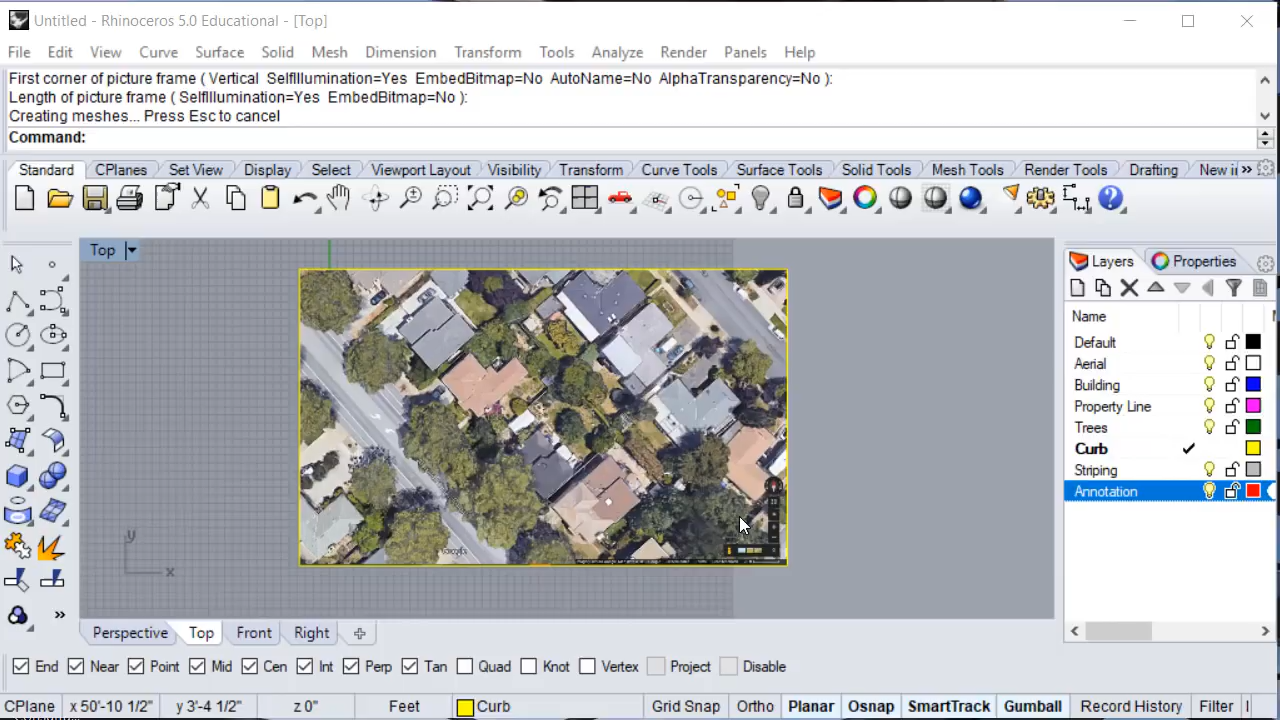 Untitled - Rhinoceros 5.0 Educational - [Top]
File Edit View Curve Surface Solid Mesh Dimension Transform Tools Analyze Render Panels Help
First corner of picture frame ( Vertical SelfIllumination=Yes EmbedBitmap=No AutoName=No AlphaTransparency=No ):
Length of picture frame ( SelfIllumination=Yes EmbedBitmap=No ):
Creating meshes... Press Esc to cancel
Command:
Standard CPlanes Set View Display Select Viewport Layout Visibility Transform Curve Tools Surface Tools Solid Tools Mesh Tools Render Tools Drafting New i »
Top
Layers Properties
Name
Default
Aerial
Building
Property Line
Trees
Curb
Striping
Annotation
Google
y
x
»
Perspective Top Front Right
End Near Point Mid Cen Int Perp Tan Quad Knot Vertex Project Disable
CPlane x 50'-10 1/2" y 3'-4 1/2" z 0" Feet Curb Grid Snap Ortho Planar Osnap SmartTrack Gumball Record History Filter